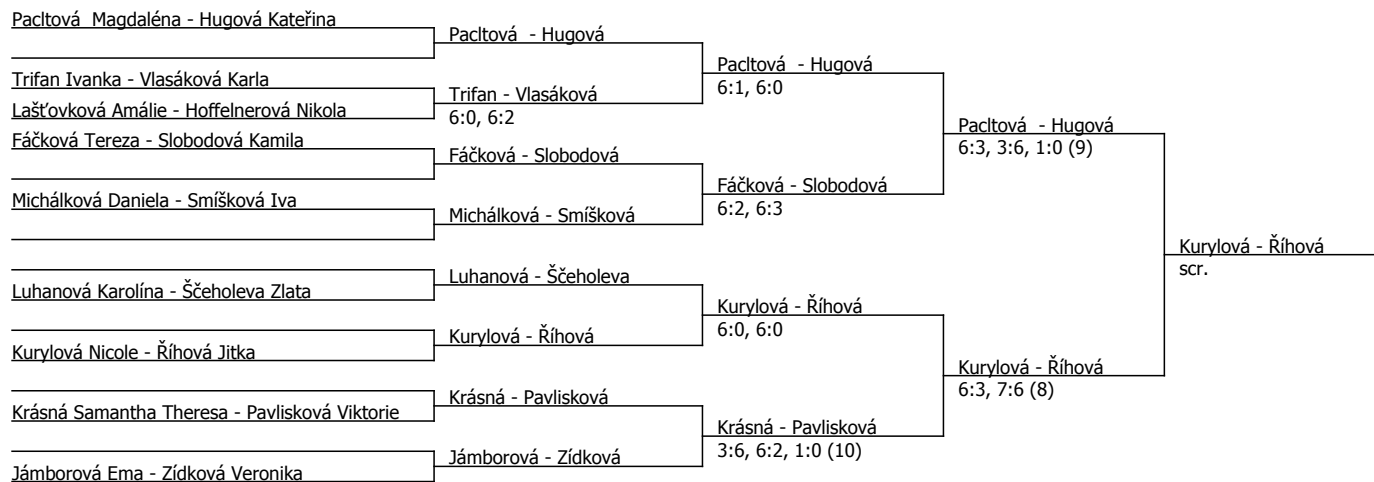 Pacltová  Magdaléna - Hugová Kateřina
Trifan Ivanka - Vlasáková Karla
Lašťovková Amálie - Hoffelnerová Nikola
Fáčková Tereza - Slobodová Kamila
Michálková Daniela - Smíšková Iva
Luhanová Karolína - Ščeholeva Zlata
Kurylová Nicole - Říhová Jitka
Krásná Samantha Theresa - Pavlisková Viktorie
Jámborová Ema - Zídková Veronika
Pacltová  - Hugová
Trifan - Vlasáková
6:0, 6:2
Fáčková - Slobodová
Michálková - Smíšková
Luhanová - Ščeholeva
Kurylová - Říhová
Krásná - Pavlisková
Jámborová - Zídková
Pacltová  - Hugová
6:1, 6:0
Fáčková - Slobodová
6:2, 6:3
Kurylová - Říhová
6:0, 6:0
Krásná - Pavlisková
3:6, 6:2, 1:0 (10)
Pacltová  - Hugová
6:3, 3:6, 1:0 (9)
Kurylová - Říhová
6:3, 7:6 (8)
Kurylová - Říhová
scr.